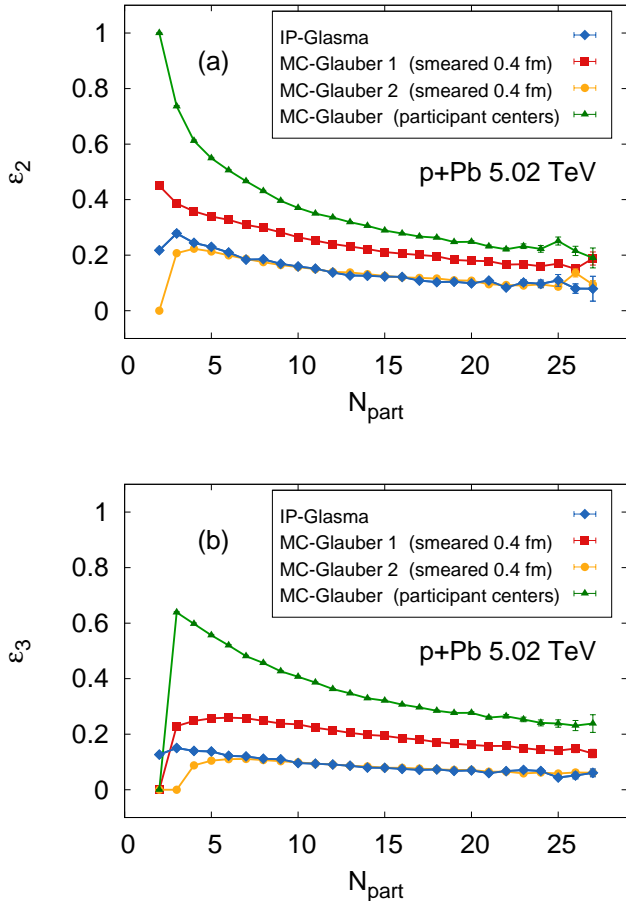 1
0.8
0.6
0.4
0.2
0
ε2
(a)
IP-Glasma
MC-Glauber 1 (smeared 0.4 fm)
MC-Glauber 2 (smeared 0.4 fm)
MC-Glauber (participant centers)
p+Pb 5.02 TeV
0 5 10 15 20 25
Npart
1
0.8
0.6
0.4
0.2
0
ε3
(b)
IP-Glasma
MC-Glauber 1 (smeared 0.4 fm)
MC-Glauber 2 (smeared 0.4 fm)
MC-Glauber (participant centers)
p+Pb 5.02 TeV
0 5 10 15 20 25
Npart